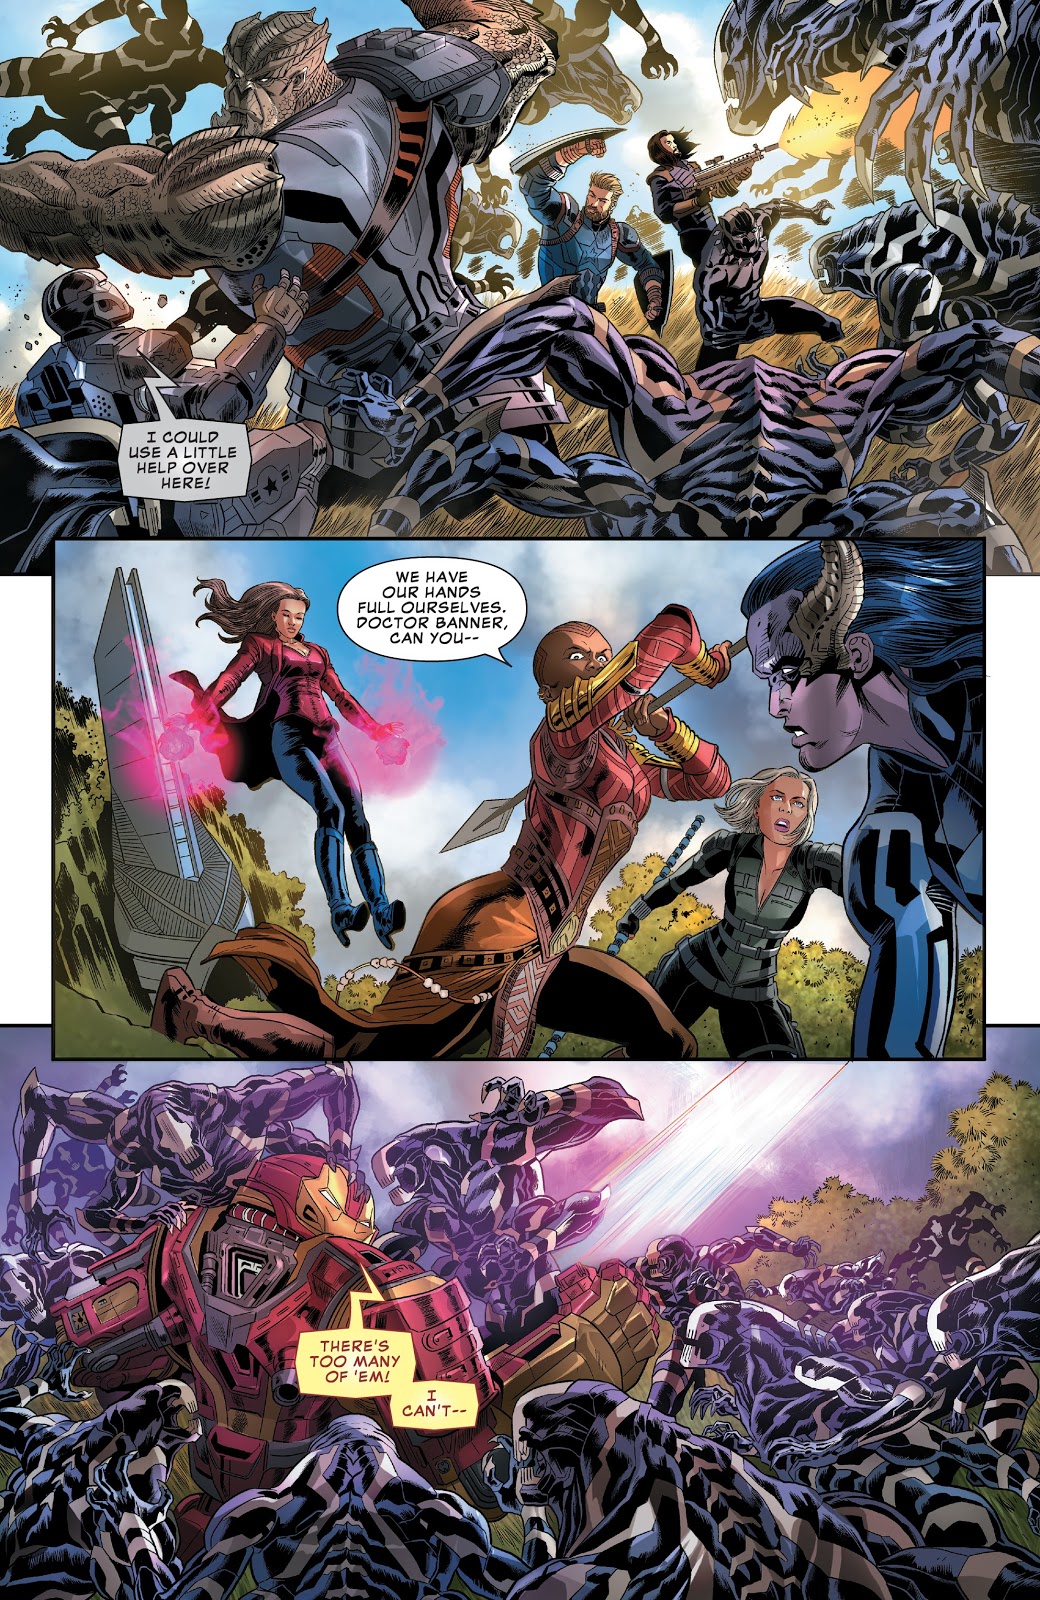 I COULD
USE A LITTLE
HELP OVER
HERE!
WE HAVE
OUR HANDS
FULL OURSELVES.
DOCTOR BANNER,
CAN YOU--
THERE'S
TOO MANY
OF 'EM!
I
CAN'T--